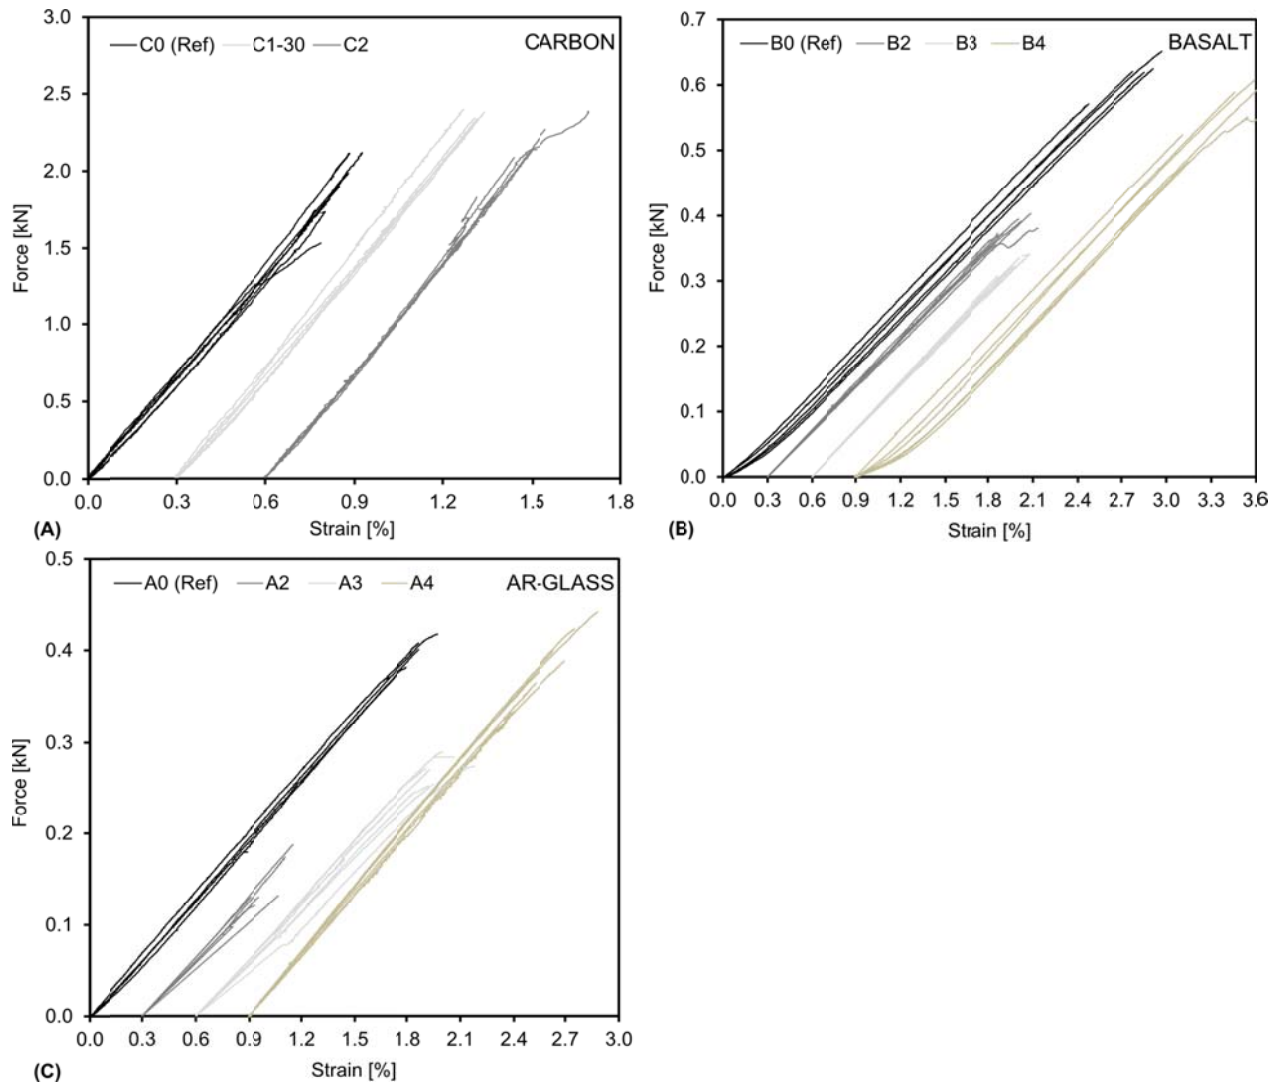 3.0
2.5
2.0
1.5
1.0
0.5
0.0
Force [kN]
C0 (Ref) C1-30 C2
CARBON
0.0 0.3 0.6 0.9 1.2 1.5 1.8
Strain [%]
(A)
0.7
0.6
0.5
0.4
0.3
0.2
0.1
0.0
Force [kN]
B0 (Ref) B2 B3 B4
BASALT
0.0 0.3 0.6 0.9 1.2 1.5 1.8 2.1 2.4 2.7 3.0 3.3 3.6
Strain [%]
(B)
0.5
0.4
0.3
0.2
0.1
0.0
Force [kN]
A0 (Ref) A2 A3 A4
AR-GLASS
0.0 0.3 0.6 0.9 1.2 1.5 1.8 2.1 2.4 2.7 3.0
Strain [%]
(C)